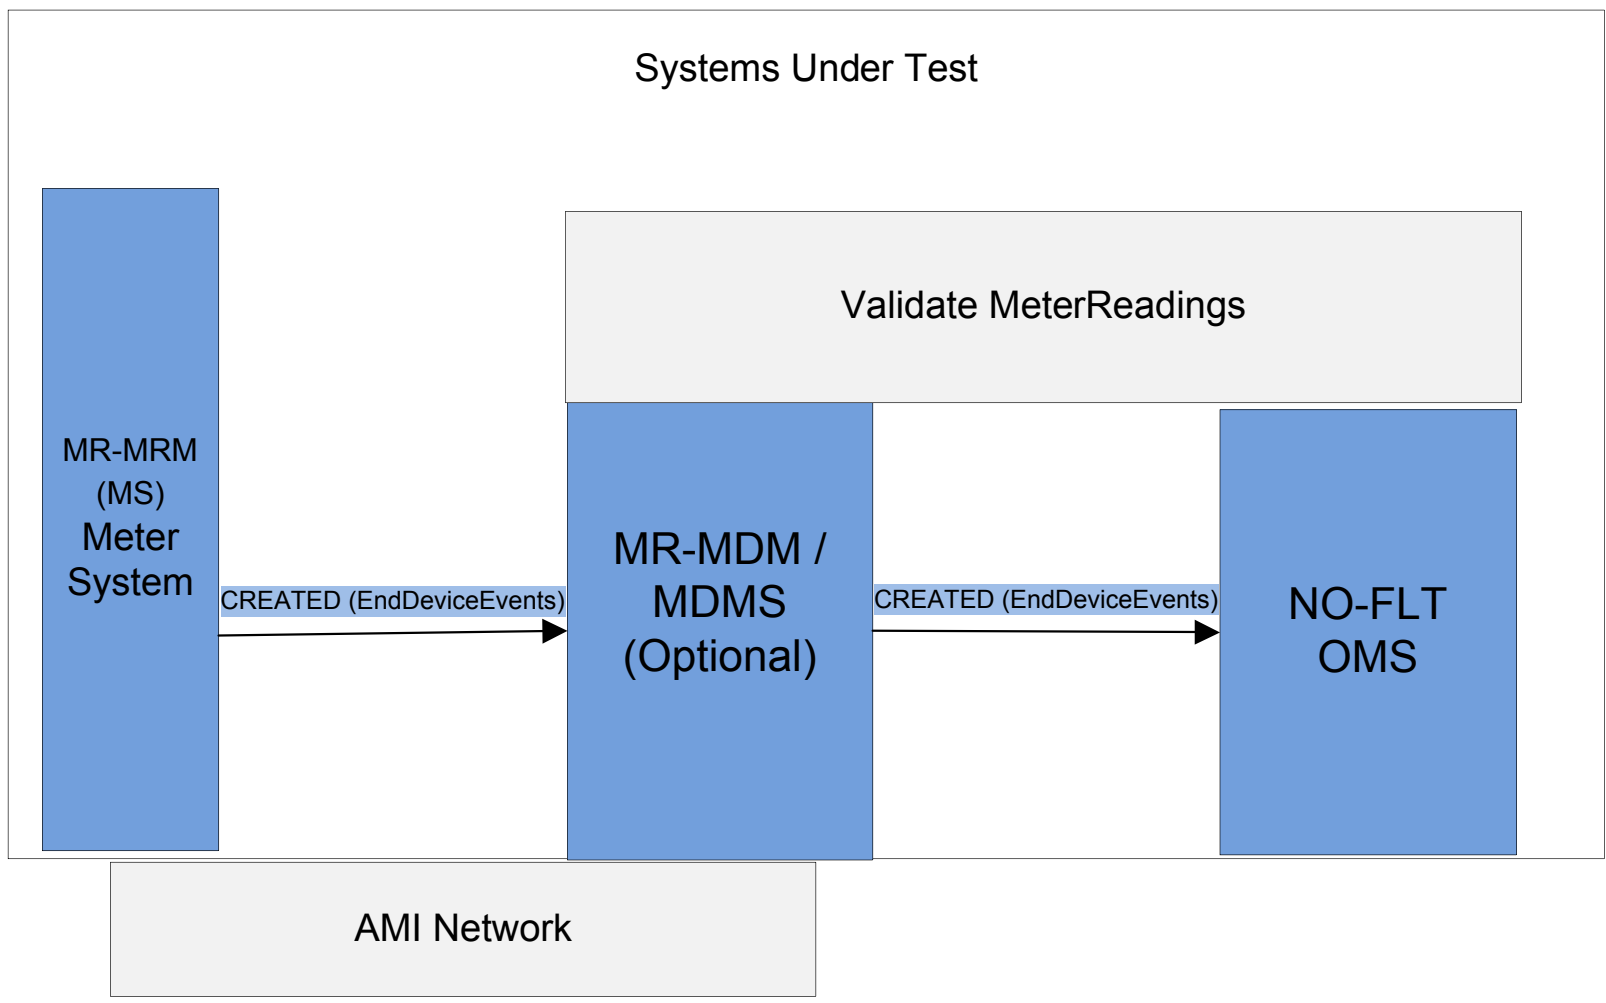 Systems Under Test
Validate MeterReadings
MR-MRM
(MS)
Meter
System
CREATED (EndDeviceEvents)
MR-MDM /
MDMS
(Optional)
CREATED (EndDeviceEvents)
NO-FLT
OMS
AMI Network